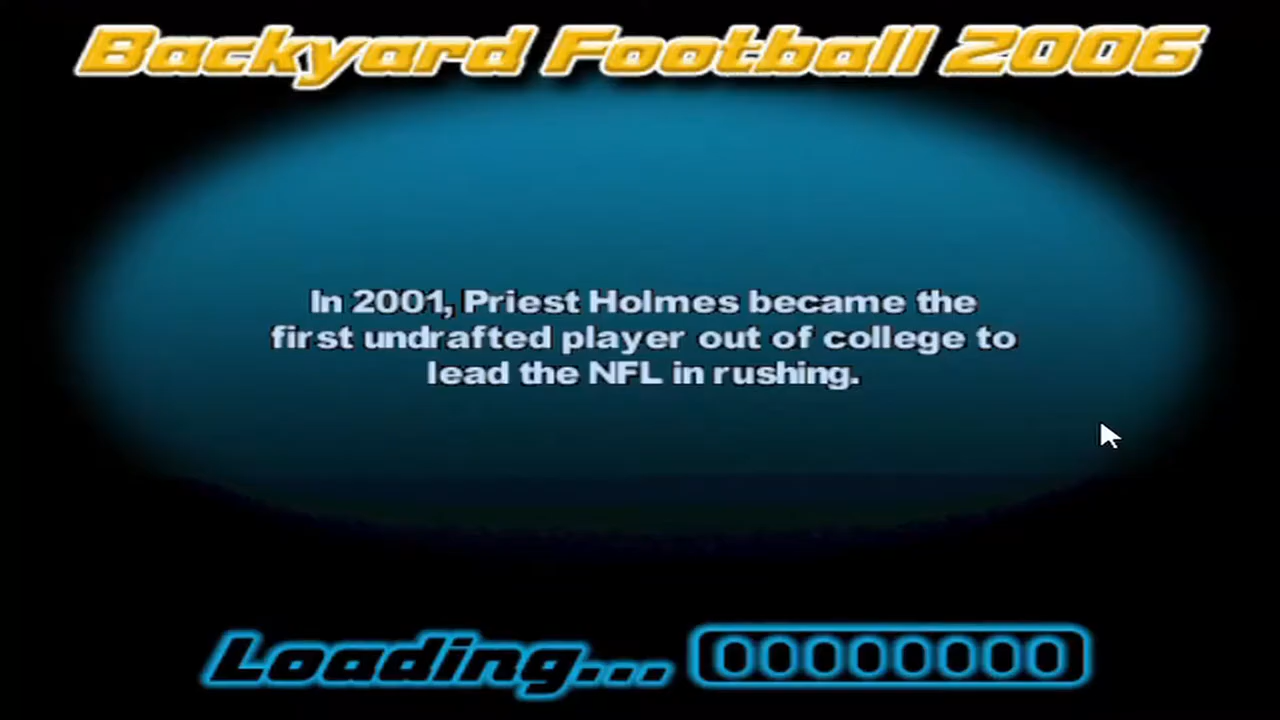 Backyard Football 2006
In 2001, Priest Holmes became the
first undrafted player out of college to
lead the NFL in rushing.
Loading...